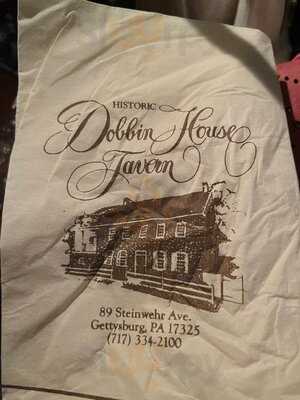 HISTORIC
Dobbin House
Tavern
89 Steinwehr Ave.
Gettysburg, PA 17325
(717) 334-2100